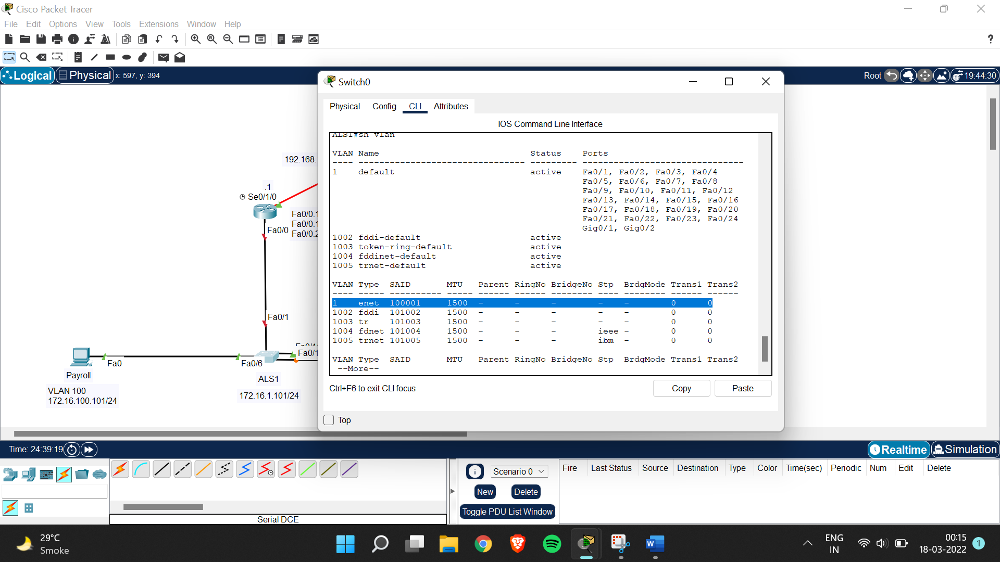 Cisco Packet Tracer
File Edit Options View Tools Extensions Window Help
Logical Physical x: 597, y: 394
Root 19:44:30
192.168.
.1
Se0/1/0
Fa0/0.1
Fa0/0.1
Fa0/0.2
Fa0/0
Fa0/1
Fa0/1
Fa0
Fa0/6
Payroll
ALS1
VLAN 100
172.16.100.101/24
172.16.1.101/24
Switch0
Physical Config CLI Attributes
IOS Command Line Interface
ALS1#sh vlan
VLAN Name Status Ports
---- -------------------------------- --------- -------------------------------
1 default active Fa0/1, Fa0/2, Fa0/3, Fa0/4
Fa0/5, Fa0/6, Fa0/7, Fa0/8
Fa0/9, Fa0/10, Fa0/11, Fa0/12
Fa0/13, Fa0/14, Fa0/15, Fa0/16
Fa0/17, Fa0/18, Fa0/19, Fa0/20
Fa0/21, Fa0/22, Fa0/23, Fa0/24
Gig0/1, Gig0/2
1002 fddi-default active
1003 token-ring-default active
1004 fddinet-default active
1005 trnet-default active
VLAN Type SAID MTU Parent RingNo BridgeNo Stp BrdgMode Trans1 Trans2
---- ----- ---------- ----- ------ ------ -------- ---- -------- ------ ------
1 enet 100001 1500 - - - - - 0 0
1002 fddi 101002 1500 - - - - - 0 0
1003 tr 101003 1500 - - - - - 0 0
1004 fdnet 101004 1500 - - - ieee - 0 0
1005 trnet 101005 1500 - - - ibm - 0 0
VLAN Type SAID MTU Parent RingNo BridgeNo Stp BrdgMode Trans1 Trans2
--More--
Ctrl+F6 to exit CLI focus
Copy Paste
Top
Time: 24:39:19
Realtime Simulation
Scenario 0
New Delete
Toggle PDU List Window
Fire Last Status Source Destination Type Color Time(sec) Periodic Num Edit Delete
Serial DCE
29°C
Smoke
ENG
IN
00:15
18-03-2022
1